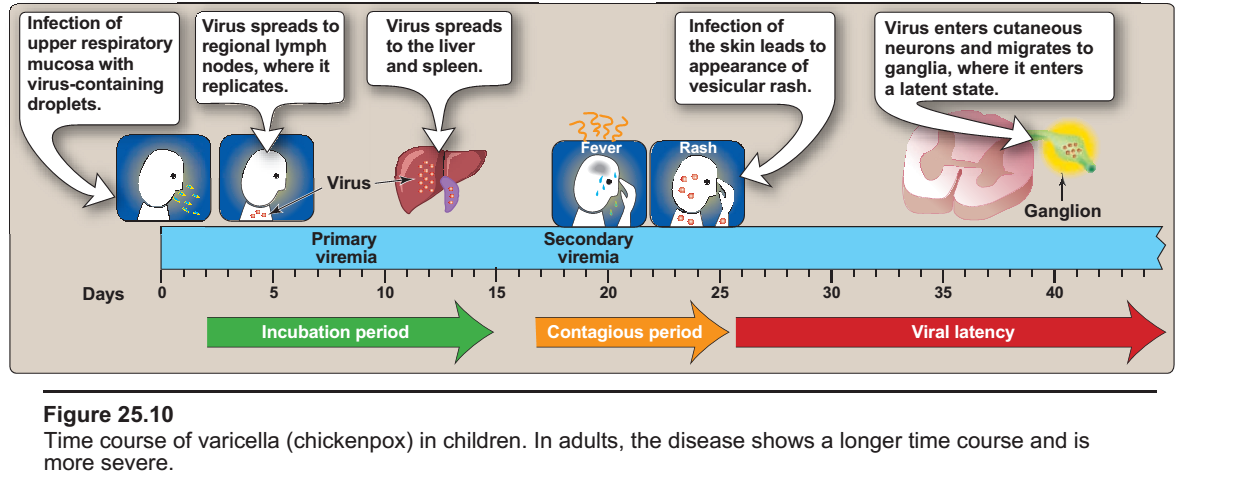 Infection of
upper respiratory
mucosa with
virus-containing
droplets.
Virus spreads to
regional lymph
nodes, where it
replicates.
Virus spreads
to the liver
and spleen.
Infection of
the skin leads to
appearance of
vesicular rash.
Virus enters cutaneous
neurons and migrates to
ganglia, where it enters
a latent state.
Virus
Fever
Rash
Ganglion
Primary
viremia
Secondary
viremia
Days 0 5 10 15 20 25 30 35 40
Incubation period
Contagious period
Viral latency
Figure 25.10
Time course of varicella (chickenpox) in children. In adults, the disease shows a longer time course and is
more severe.